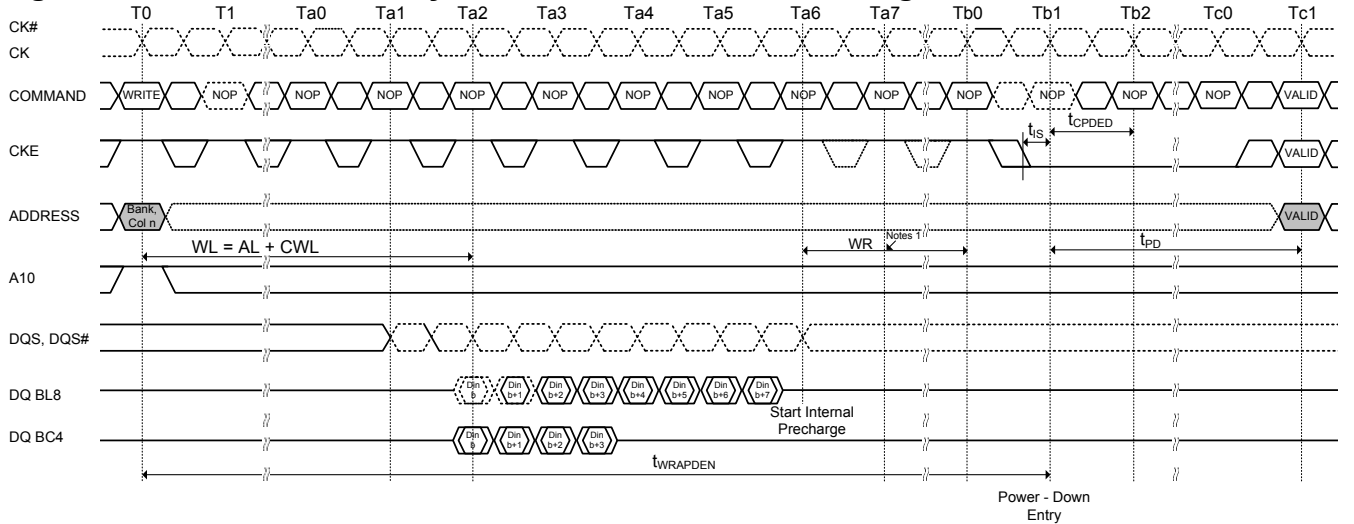 T0 T1 Ta0 Ta1 Ta2 Ta3 Ta4 Ta5 Ta6 Ta7 Tb0 Tb1 Tb2 Tc0 Tc1
CK#
CK
COMMAND WRITE NOP NOP NOP NOP NOP NOP NOP NOP NOP NOP NOP NOP NOP VALID
tIS tCPDED
CKE VALID
ADDRESS Bank, Col n VALID
WL = AL + CWL WR Notes 1 tPD
A10
DQS, DQS#
DQ BL8 Din b Din b+1 Din b+2 Din b+3 Din b+4 Din b+5 Din b+6 Din b+7
Start Internal
Precharge
DQ BC4 Din b Din b+1 Din b+2 Din b+3
tWRAPDEN
Power - Down
Entry